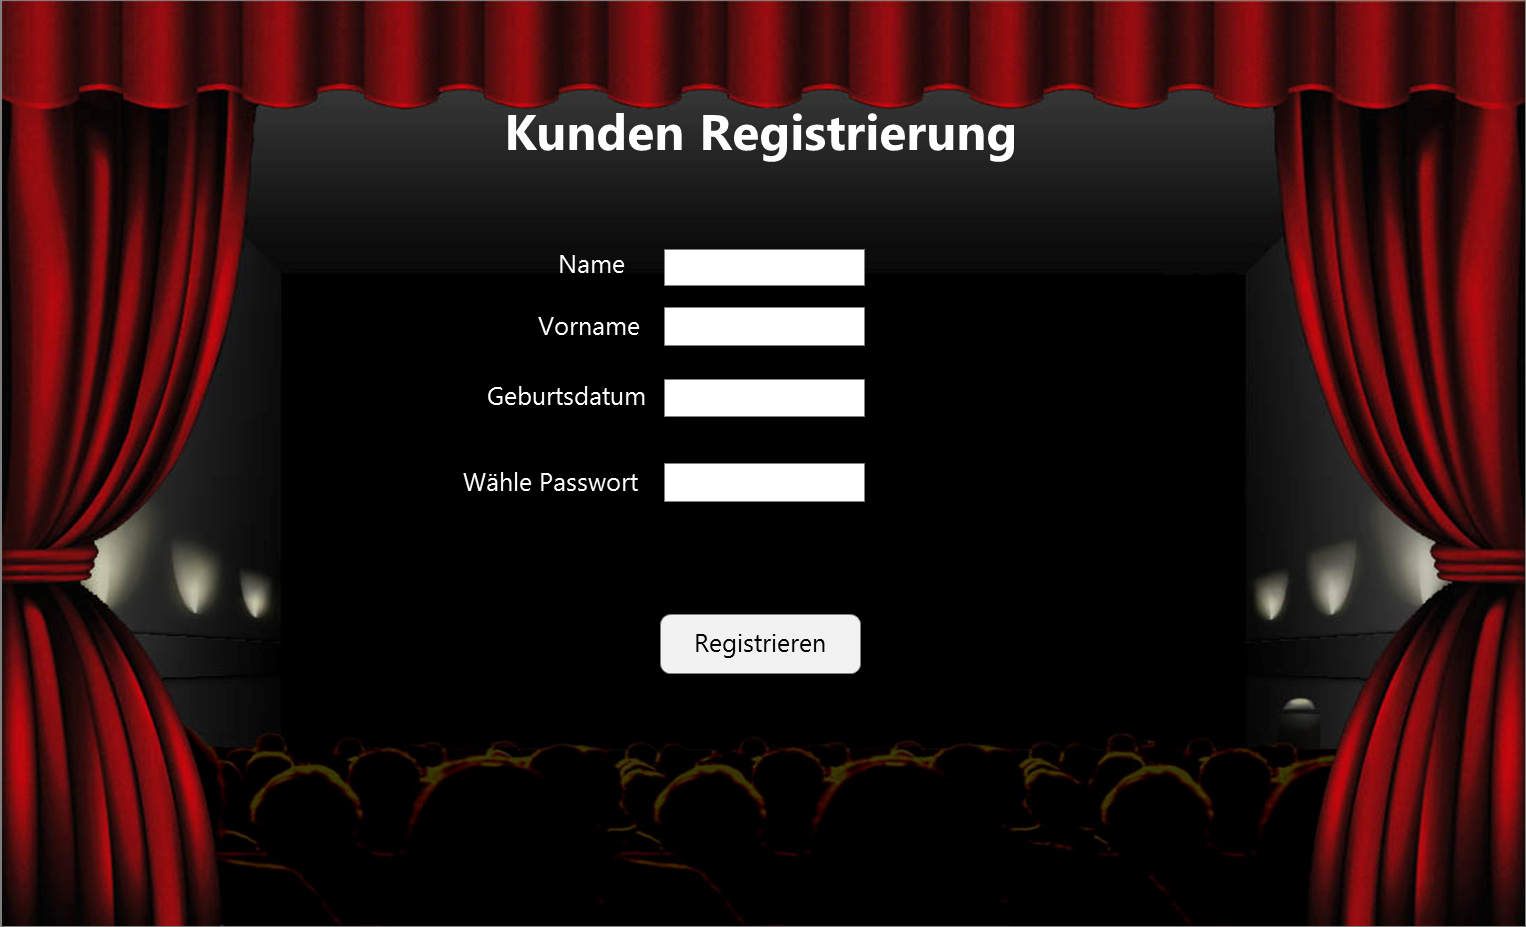 Kunden Registrierung
Name
Vorname
Geburtsdatum
Wähle Passwort
Registrieren